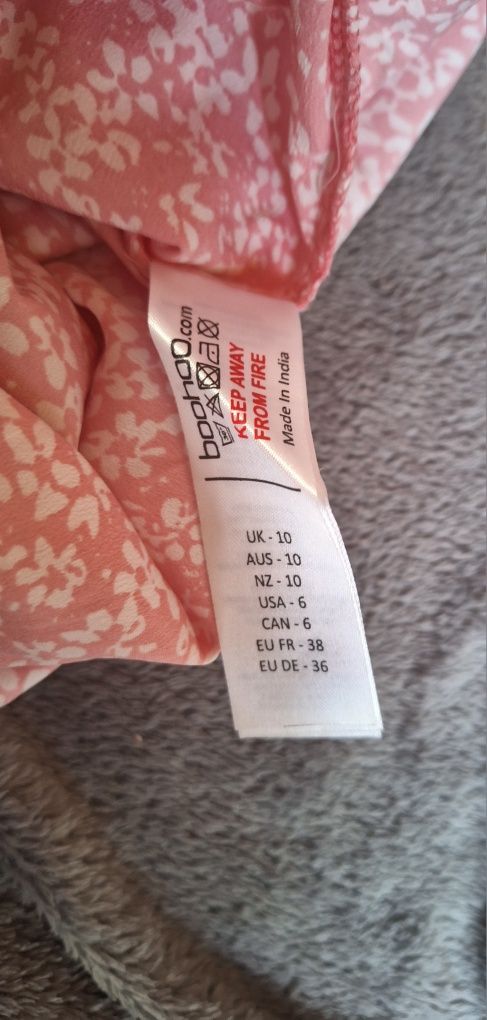 boohoo.com
KEEP AWAY
FROM FIRE
Made In India
UK - 10
AUS - 10
NZ - 10
USA - 6
CAN - 6
EU FR - 38
EU DE - 36